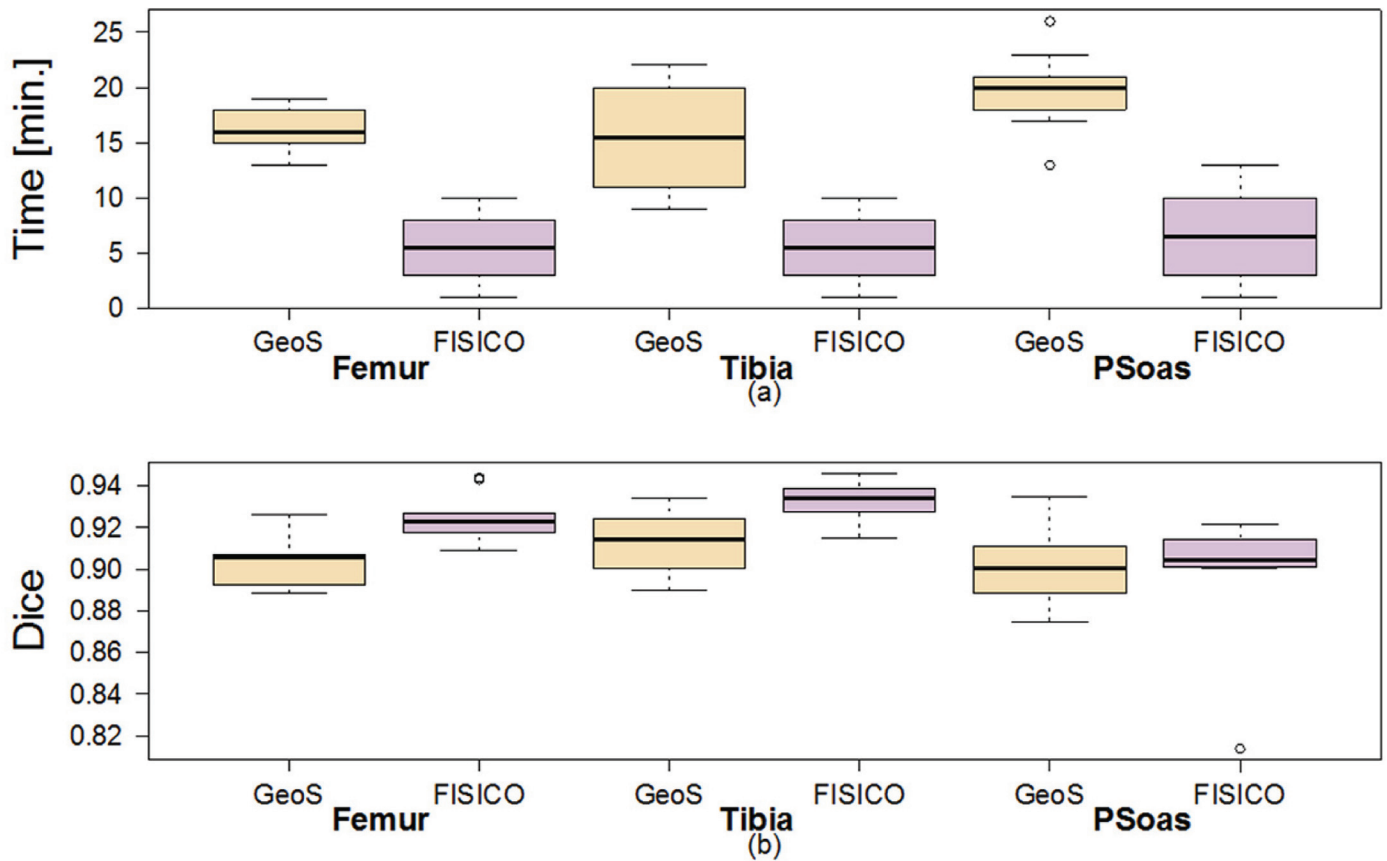 Time [min.]
25
20
15
10
5
0
GeoS FISICO GeoS FISICO GeoS FISICO
Femur Tibia PSoas
(a)
Dice
0.94
0.92
0.90
0.88
0.86
0.84
0.82
GeoS FISICO GeoS FISICO GeoS FISICO
Femur Tibia PSoas
(b)